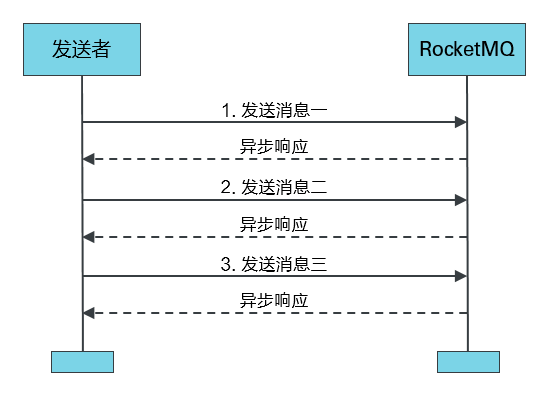 发送者
RocketMQ
1. 发送消息一
异步响应
2. 发送消息二
异步响应
3. 发送消息三
异步响应